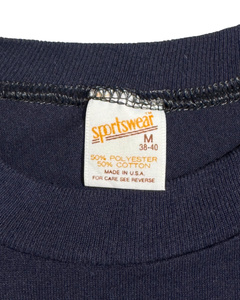 sportswear
M
38-40
50% POLYESTER
50% COTTON
MADE IN U.S.A.
FOR CARE SEE REVERSE